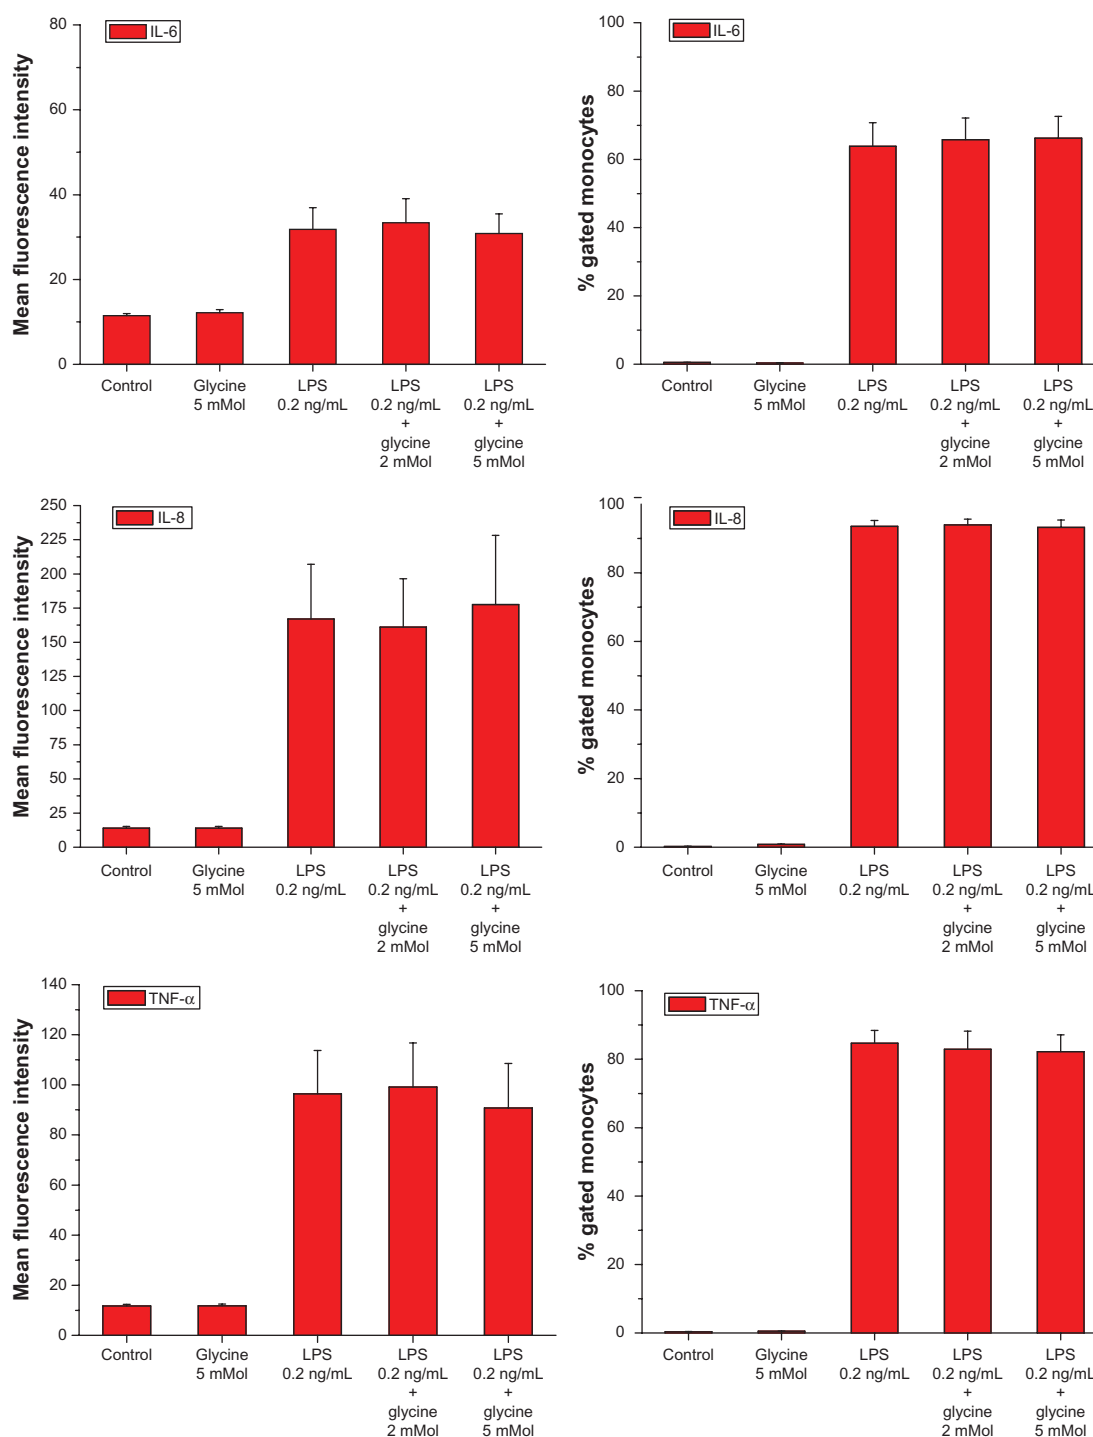 IL-6
Mean fluorescence intensity
80
60
40
20
0
Control
Glycine
5 mMol
LPS
0.2 ng/mL
LPS
0.2 ng/mL
+
glycine
2 mMol
LPS
0.2 ng/mL
+
glycine
5 mMol
IL-6
% gated monocytes
100
80
60
40
20
0
Control
Glycine
5 mMol
LPS
0.2 ng/mL
LPS
0.2 ng/mL
+
glycine
2 mMol
LPS
0.2 ng/mL
+
glycine
5 mMol
IL-8
Mean fluorescence intensity
250
225
200
175
150
125
100
75
50
25
0
Control
Glycine
5 mMol
LPS
0.2 ng/mL
LPS
0.2 ng/mL
+
glycine
2 mMol
LPS
0.2 ng/mL
+
glycine
5 mMol
IL-8
% gated monocytes
100
80
60
40
20
0
Control
Glycine
5 mMol
LPS
0.2 ng/mL
LPS
0.2 ng/mL
+
glycine
2 mMol
LPS
0.2 ng/mL
+
glycine
5 mMol
TNF-α
Mean fluorescence intensity
140
120
100
80
60
40
20
0
Control
Glycine
5 mMol
LPS
0.2 ng/mL
LPS
0.2 ng/mL
+
glycine
2 mMol
LPS
0.2 ng/mL
+
glycine
5 mMol
TNF-α
% gated monocytes
100
80
60
40
20
0
Control
Glycine
5 mMol
LPS
0.2 ng/mL
LPS
0.2 ng/mL
+
glycine
2 mMol
LPS
0.2 ng/mL
+
glycine
5 mMol